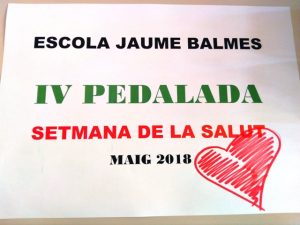 ESCOLA JAUME BALMES
IV PEDALADA
SETMANA DE LA SALUT
MAIG 2018